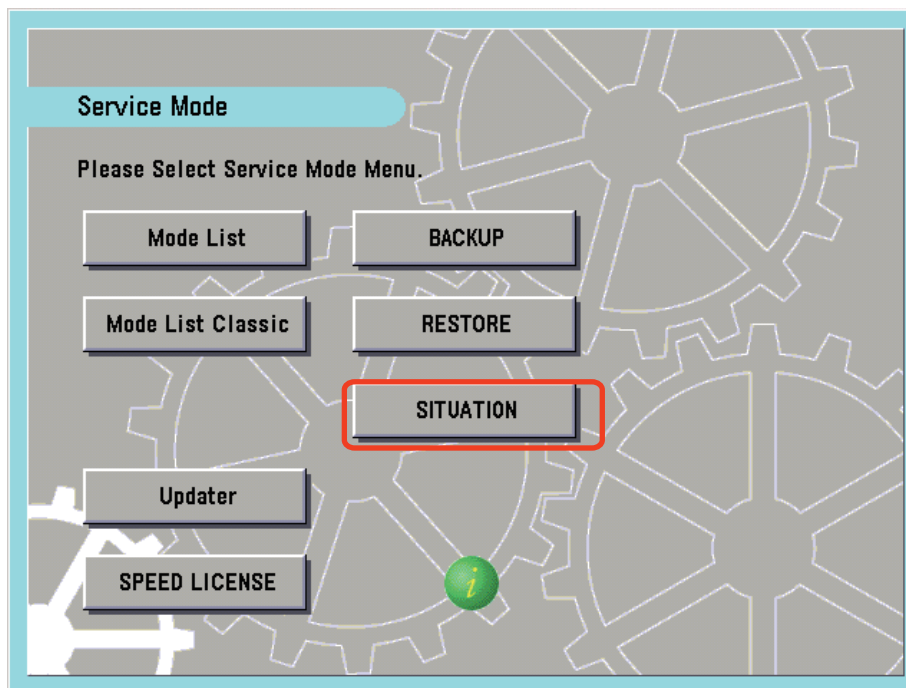 Service Mode
Please Select Service Mode Menu.
Mode List
BACKUP
Mode List Classic
RESTORE
SITUATION
Updater
SPEED LICENSE
i